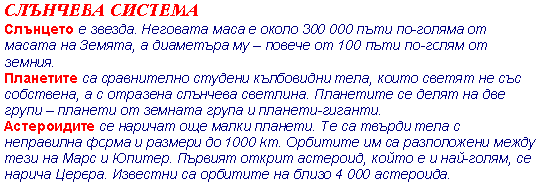 СЛЪНЧЕВА СИСТЕМА
Слънцето е звезда. Неговата маса е около 300 000 пъти по-голяма от
масата на Земята, а диаметъра му – повече от 100 пъти по-голям от
земния.
Планетите са сравнително студени кълбовидни тела, които светят не със
собствена, а с отразена слънчева светлина. Планетите се делят на две
групи – планети от земната група и планети-гиганти.
Астероидите се наричат още малки планети. Те са твърди тела с
неправилна форма и размери до 1000 km. Орбитите им са разположени между
тези на Марс и Юпитер. Първият открит астероид, който е и най-голям, се
нарича Церера. Известни са орбитите на близо 4 000 астероида.